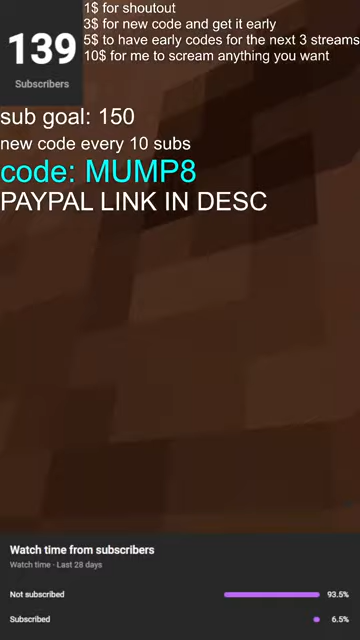 1$ for shoutout
3$ for new code and get it early
5$ to have early codes for the next 3 streams
10$ for me to scream anything you want
139
Subscribers
sub goal: 150
new code every 10 subs
code: MUMP8
PAYPAL LINK IN DESC
Watch time from subscribers
Watch time · Last 28 days
Not subscribed 93.5%
Subscribed 6.5%